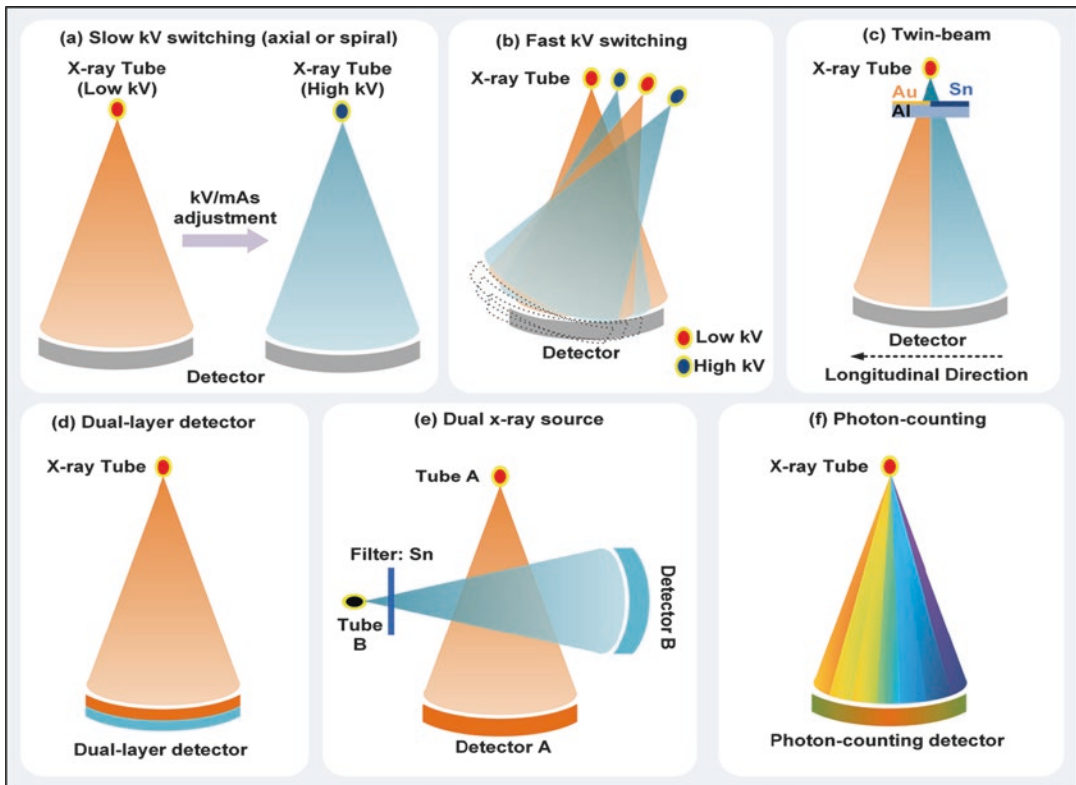 (a) Slow kV switching (axial or spiral)
X-ray Tube
(Low kV)
X-ray Tube
(High kV)
kV/mAs
adjustment
Detector
(b) Fast kV switching
X-ray Tube
Detector
Low kV
High kV
(c) Twin-beam
X-ray Tube
Au
Sn
Al
Detector
Longitudinal Direction
(d) Dual-layer detector
X-ray Tube
Dual-layer detector
(e) Dual x-ray source
Tube A
Filter: Sn
Tube
B
Detector B
Detector A
(f) Photon-counting
X-ray Tube
Photon-counting detector